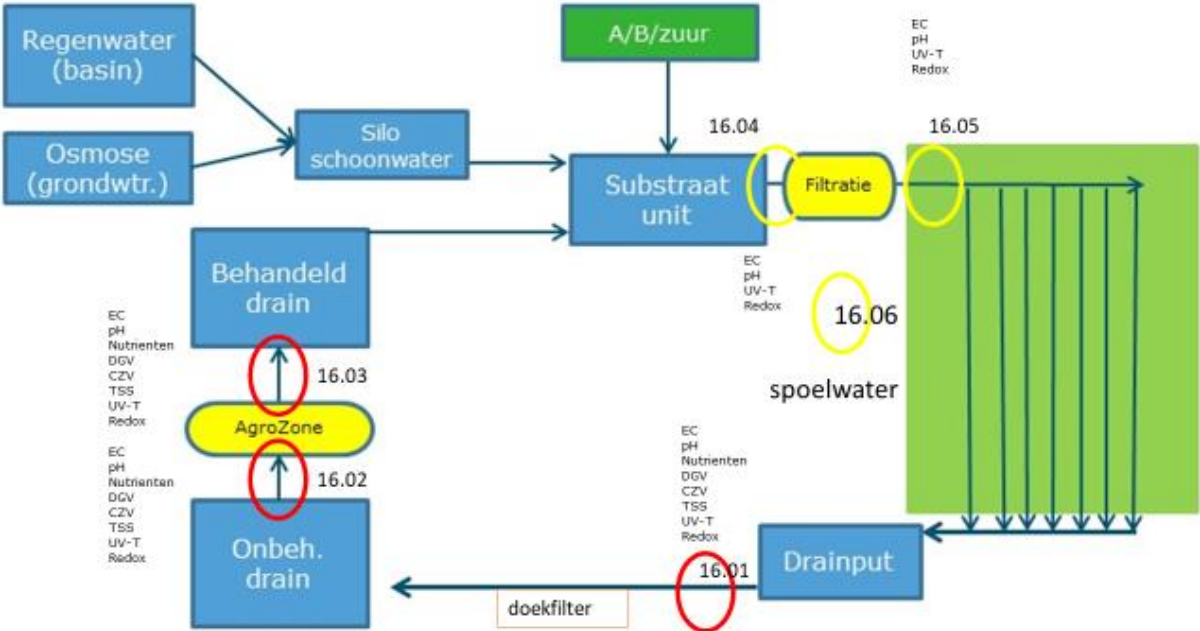 Regenwater
(basin)
Osmose
(grondwtr.)
Silo
schoonwater
A/B/zuur
Substraat
unit
16.04
Filtratie
16.05
EC
pH
UV-T
Redox
EC
pH
UV-T
Redox
16.06
spoelwater
Behandeld
drain
EC
pH
Nutrienten
DGV
CZV
TSS
UV-T
Redox
16.03
AgroZone
EC
pH
Nutrienten
DGV
CZV
TSS
UV-T
Redox
16.02
Onbeh.
drain
EC
pH
Nutrienten
DGV
CZV
TSS
UV-T
Redox
16.01
doekfilter
Drainput